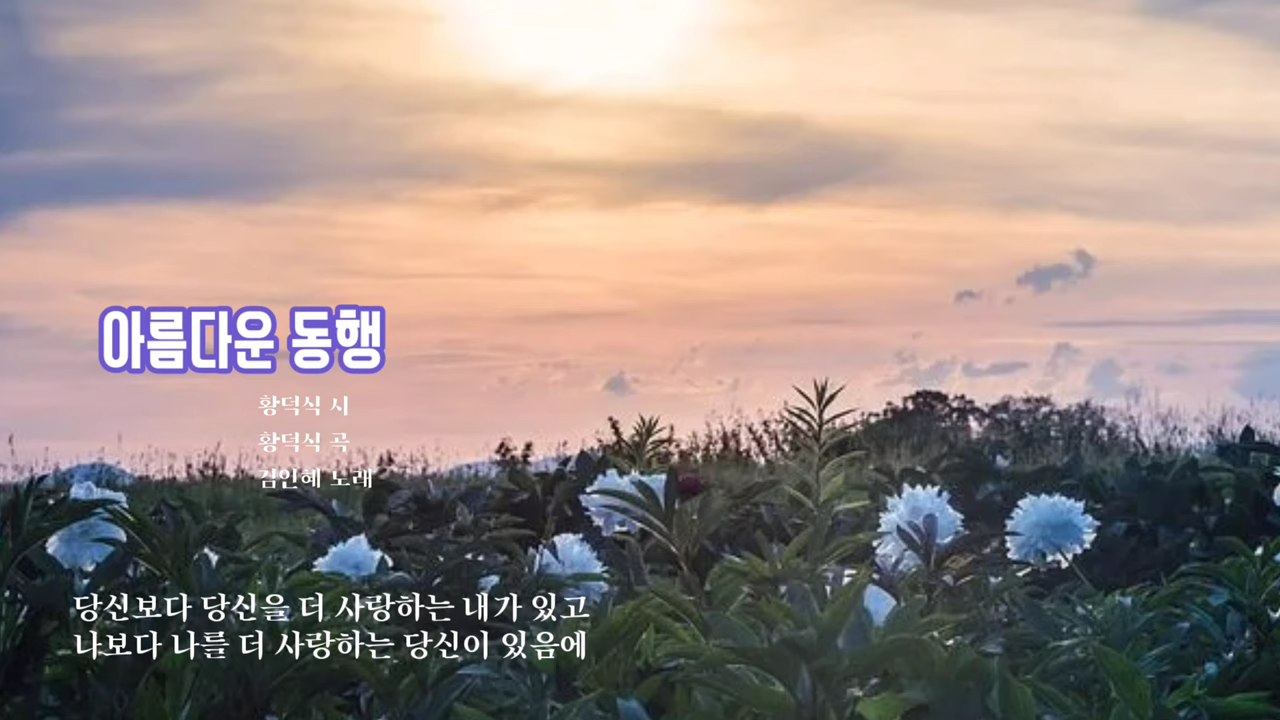 아름다운 동행
황덕식 시
황덕식 곡
김인혜 노래
당신보다 당신을 더 사랑하는 내가 있고
나보다 나를 더 사랑하는 당신이 있음에